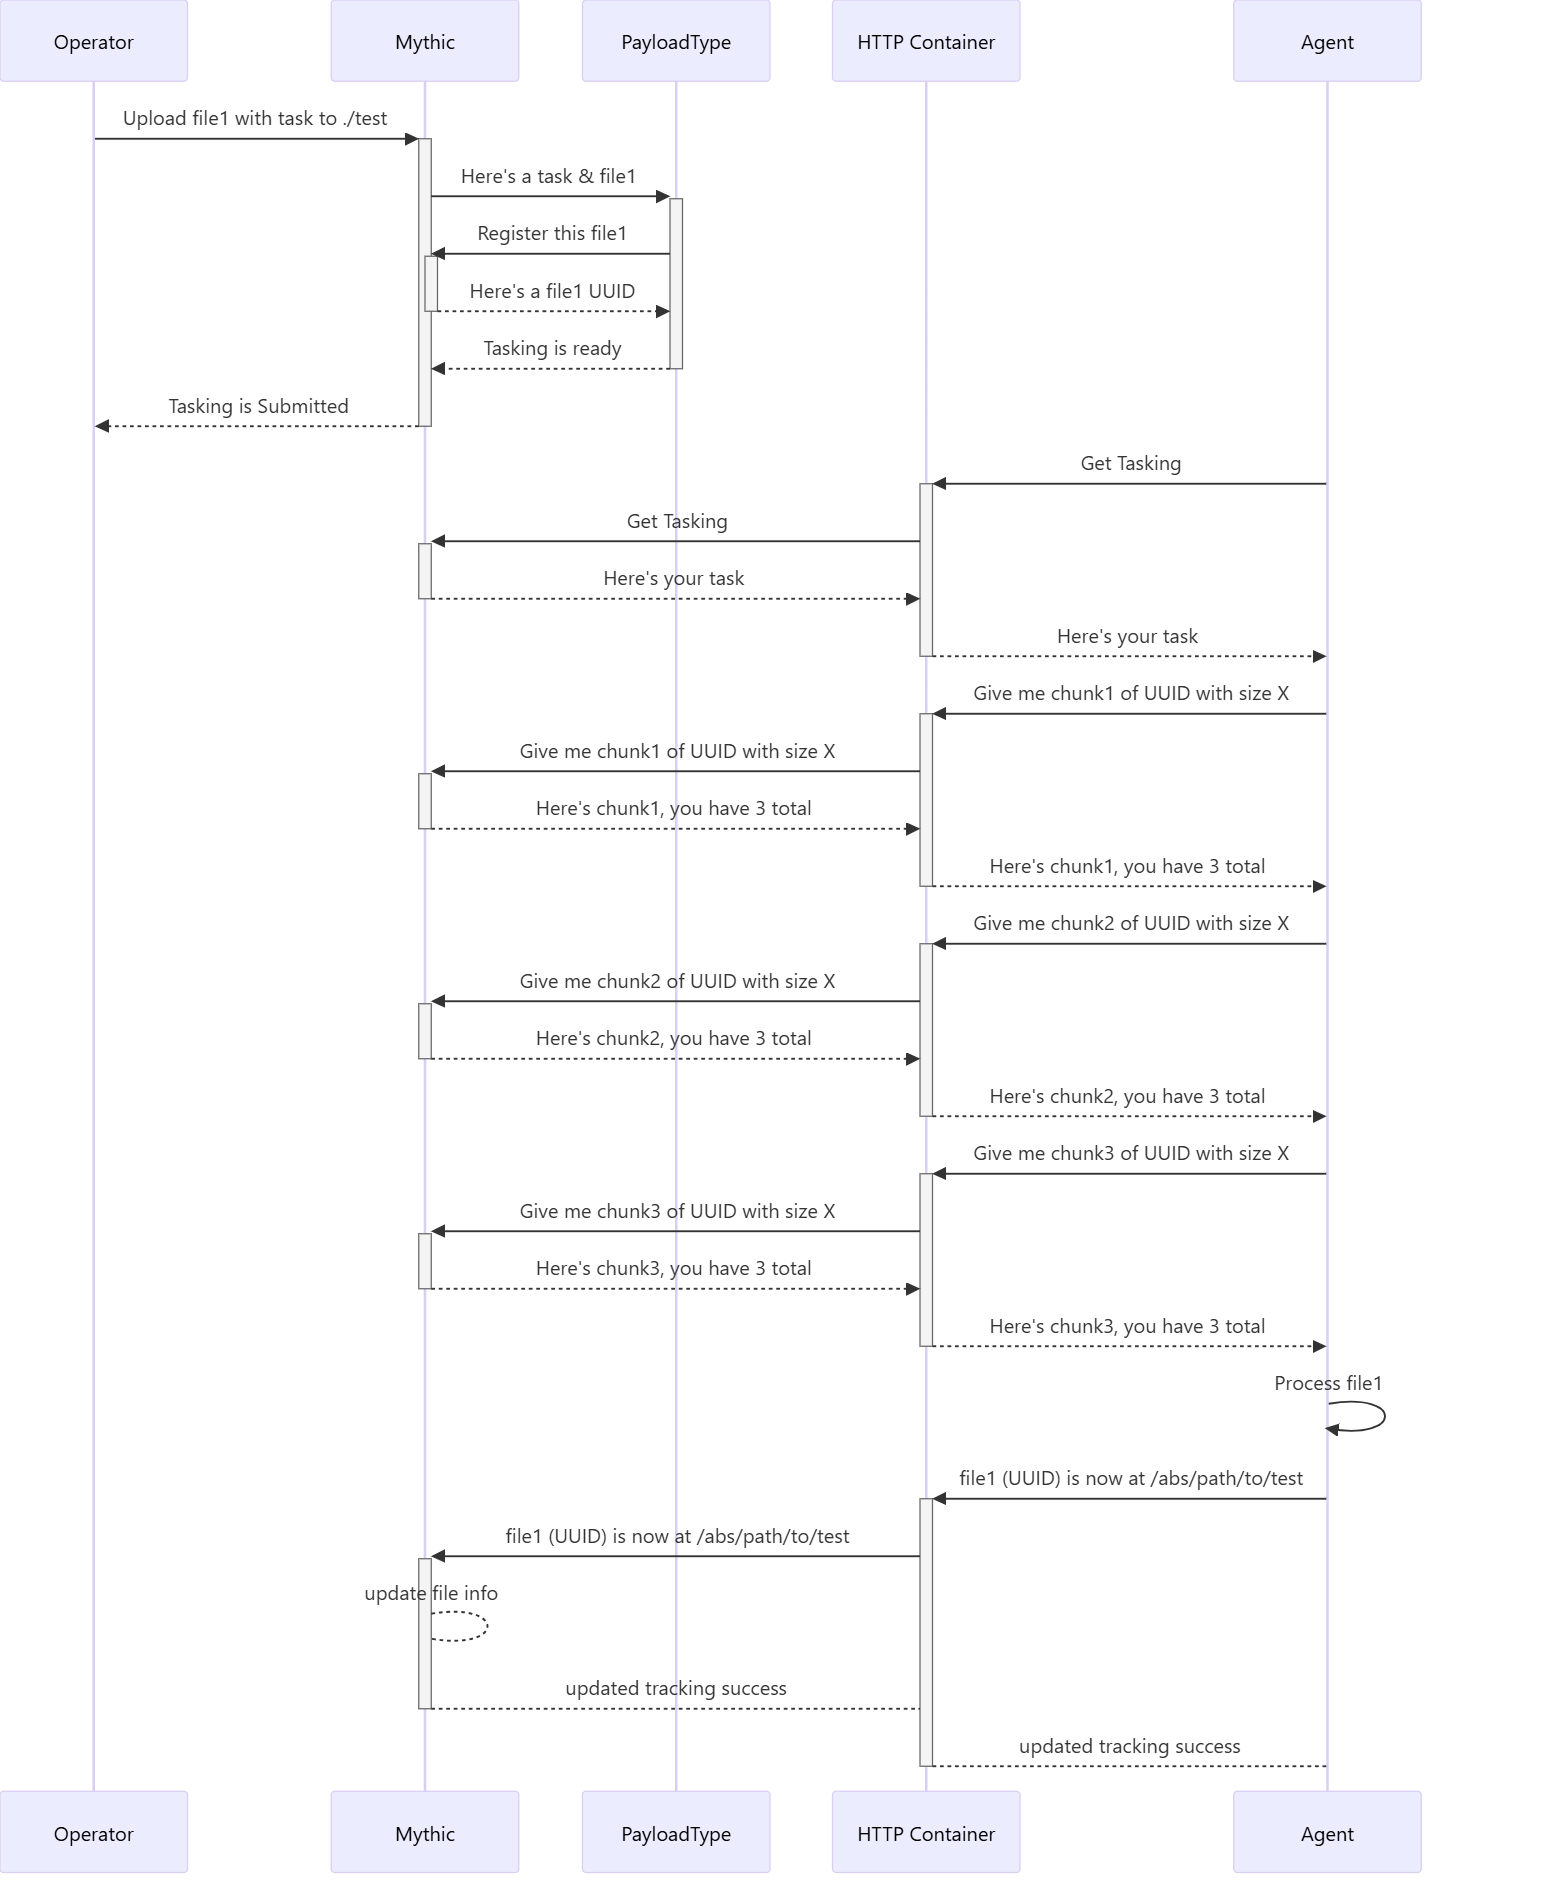 Operator
Mythic
PayloadType
HTTP Container
Agent
Upload file1 with task to ./test
Here's a task & file1
Register this file1
Here's a file1 UUID
Tasking is ready
Tasking is Submitted
Get Tasking
Get Tasking
Here's your task
Here's your task
Give me chunk1 of UUID with size X
Give me chunk1 of UUID with size X
Here's chunk1, you have 3 total
Here's chunk1, you have 3 total
Give me chunk2 of UUID with size X
Give me chunk2 of UUID with size X
Here's chunk2, you have 3 total
Here's chunk2, you have 3 total
Give me chunk3 of UUID with size X
Give me chunk3 of UUID with size X
Here's chunk3, you have 3 total
Here's chunk3, you have 3 total
Process file1
file1 (UUID) is now at /abs/path/to/test
file1 (UUID) is now at /abs/path/to/test
update file info
updated tracking success
updated tracking success
Operator
Mythic
PayloadType
HTTP Container
Agent